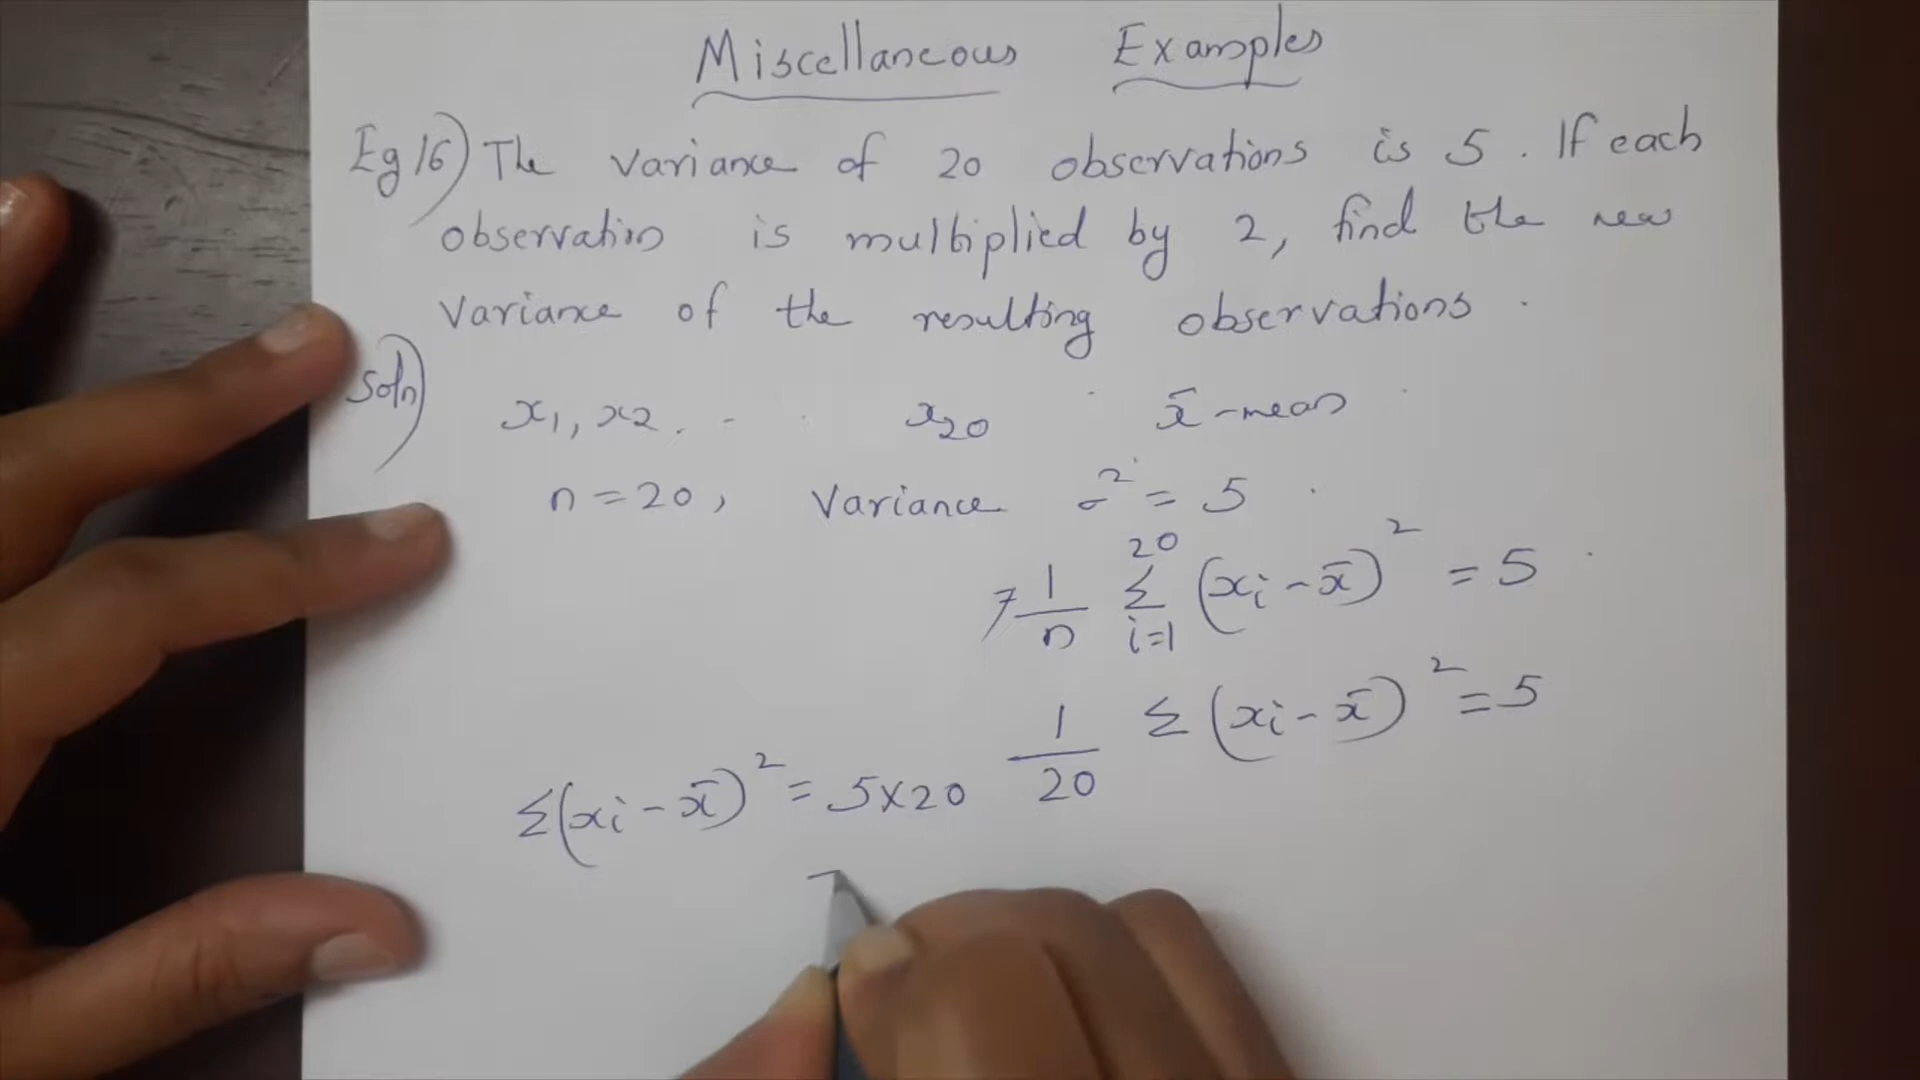 Miscellaneous Examples
Eg 16) The variance of 20 observations is 5. If each
observation is multiplied by 2, find the new
variance of the resulting observations.
Soln) x₁, x₂, - . x₂₀ x̄ - mean
n = 20, Variance σ² = 5
⇒ 1/n 20 Σ i=1 (xi - x̄)² = 5
1/20 Σ (xi - x̄)² = 5
Σ(xi - x̄)² = 5×20